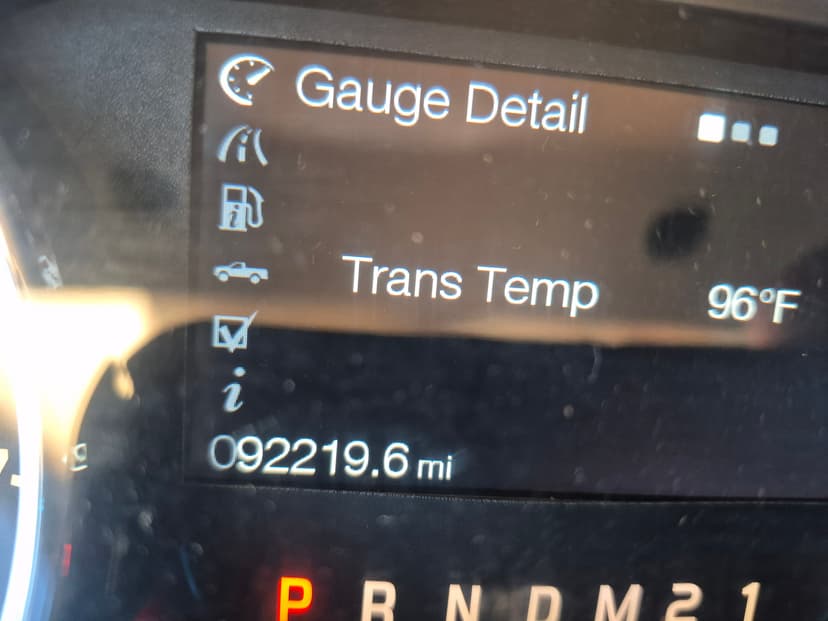 Gauge Detail
Trans Temp 96°F
092219.6 mi
P R N D M 2 1